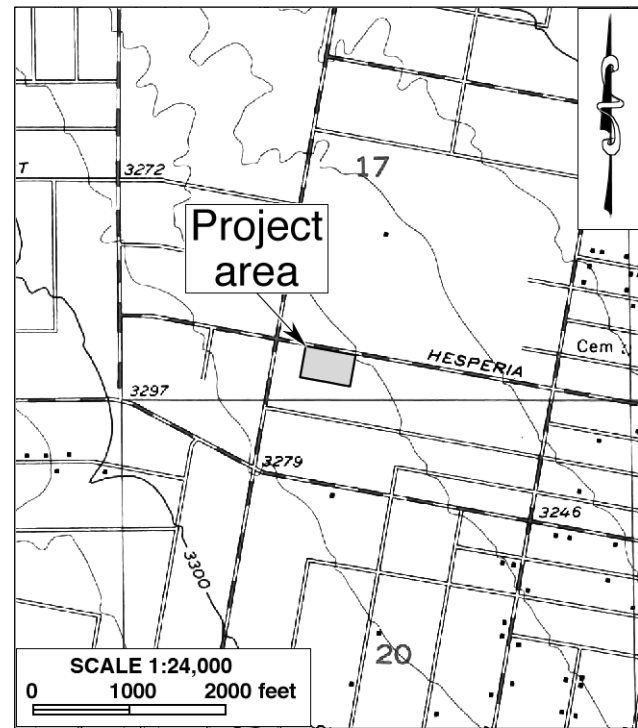 17
T
3272
Project
area
Cem
HESPERIA
3297
3279
3246
3300
20
SCALE 1:24,000
0 1000 2000 feet